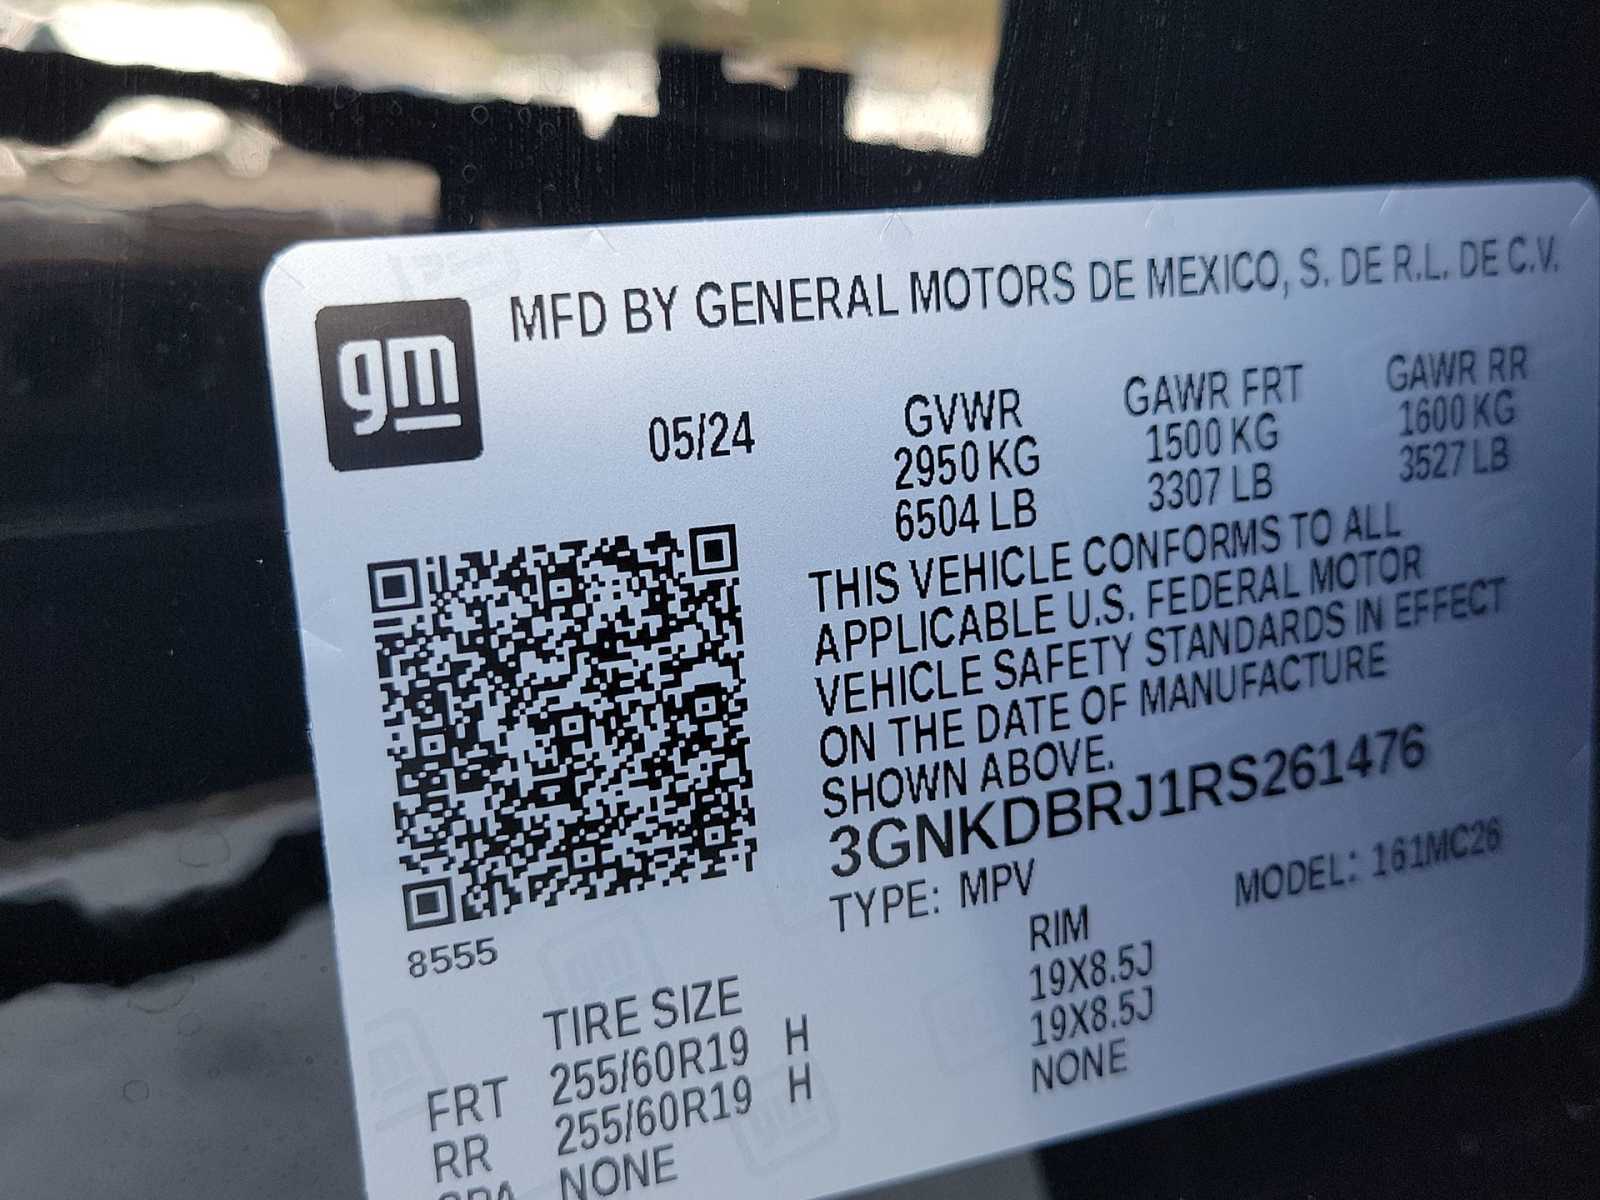 gm
MFD BY GENERAL MOTORS DE MEXICO, S. DE R.L. DE C.V.
05/24
GVWR
2950 KG
6504 LB
GAWR FRT
1500 KG
3307 LB
GAWR RR
1600 KG
3527 LB
THIS VEHICLE CONFORMS TO ALL
APPLICABLE U.S. FEDERAL MOTOR
VEHICLE SAFETY STANDARDS IN EFFECT
ON THE DATE OF MANUFACTURE
SHOWN ABOVE.
3GNKDBRJ1RS261476
TYPE: MPV MODEL: 161MC26
8555
TIRE SIZE RIM
FRT 255/60R19 H 19X8.5J
RR 255/60R19 H 19X8.5J
SPA NONE NONE